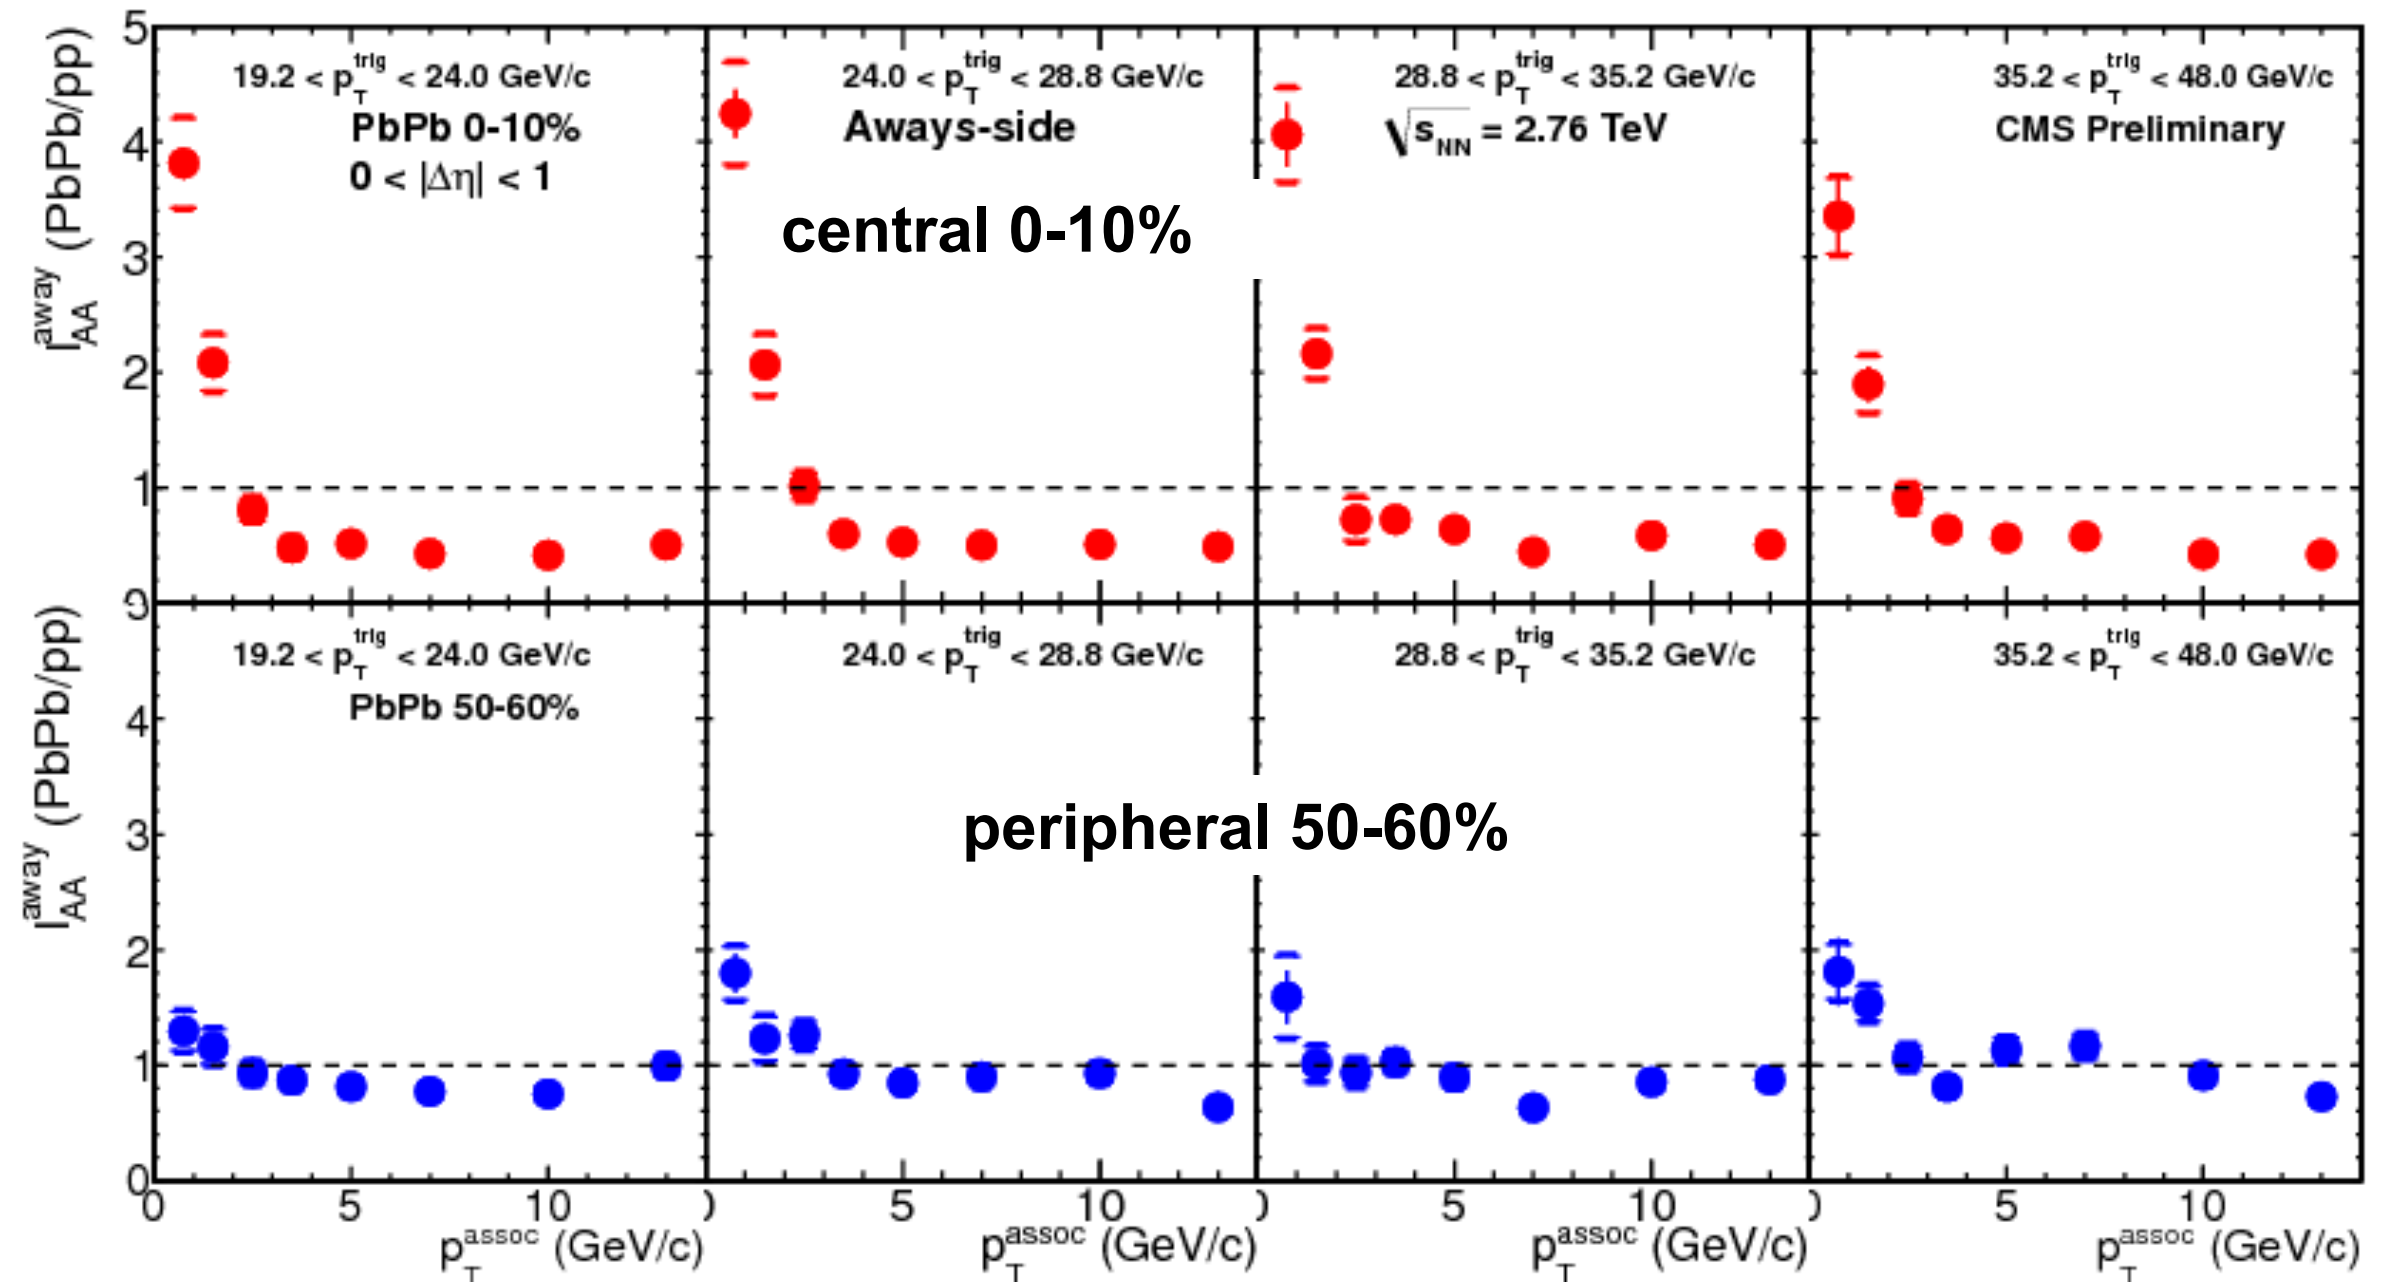 5
19.2 < p_T^trig < 24.0 GeV/c
24.0 < p_T^trig < 28.8 GeV/c
28.8 < p_T^trig < 35.2 GeV/c
35.2 < p_T^trig < 48.0 GeV/c
PbPb 0-10%
Aways-side
√s_NN = 2.76 TeV
CMS Preliminary
0 < |Δη| < 1
central 0-10%
4
3
2
1
I_AA^away (PbPb/pp)
19.2 < p_T^trig < 24.0 GeV/c
24.0 < p_T^trig < 28.8 GeV/c
28.8 < p_T^trig < 35.2 GeV/c
35.2 < p_T^trig < 48.0 GeV/c
PbPb 50-60%
peripheral 50-60%
4
3
2
1
0
I_AA^away (PbPb/pp)
0 5 10 5 10 5 10 5 10
p_T^assoc (GeV/c)
p_T^assoc (GeV/c)
p_T^assoc (GeV/c)
p_T^assoc (GeV/c)